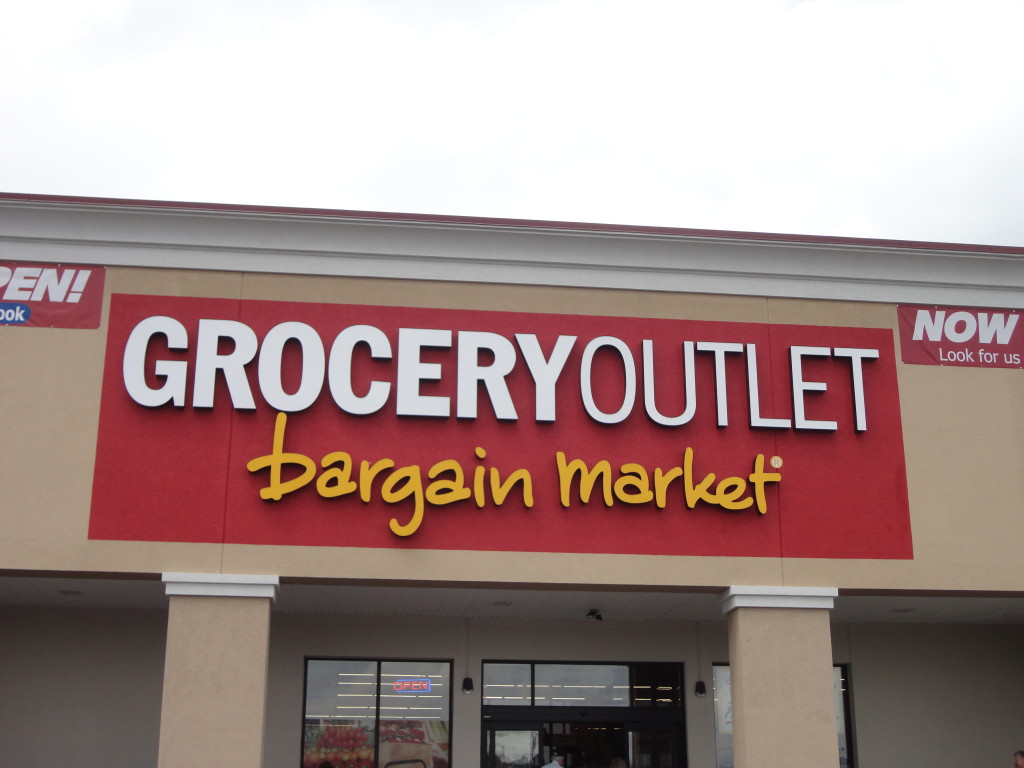 PEN!
ook
GROCERYOUTLET
bargain market®
NOW
Look for us
OPEN